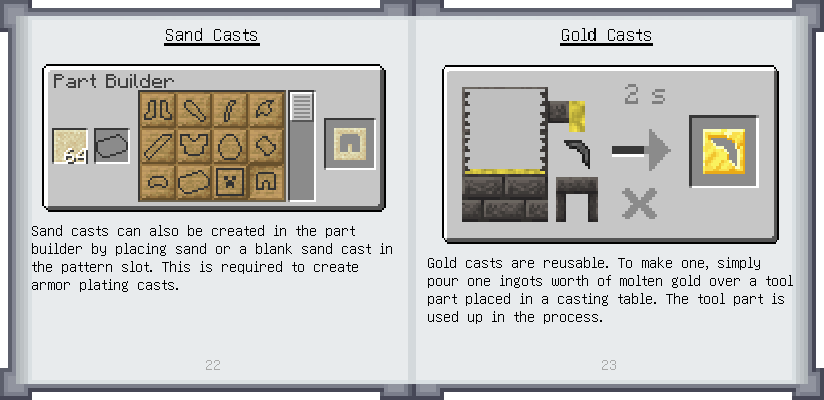 Sand Casts
Part Builder
64
Sand casts can also be created in the part
builder by placing sand or a blank sand cast in
the pattern slot. This is required to create
armor plating casts.
22
Gold Casts
2 s
Gold casts are reusable. To make one, simply
pour one ingots worth of molten gold over a tool
part placed in a casting table. The tool part is
used up in the process.
23